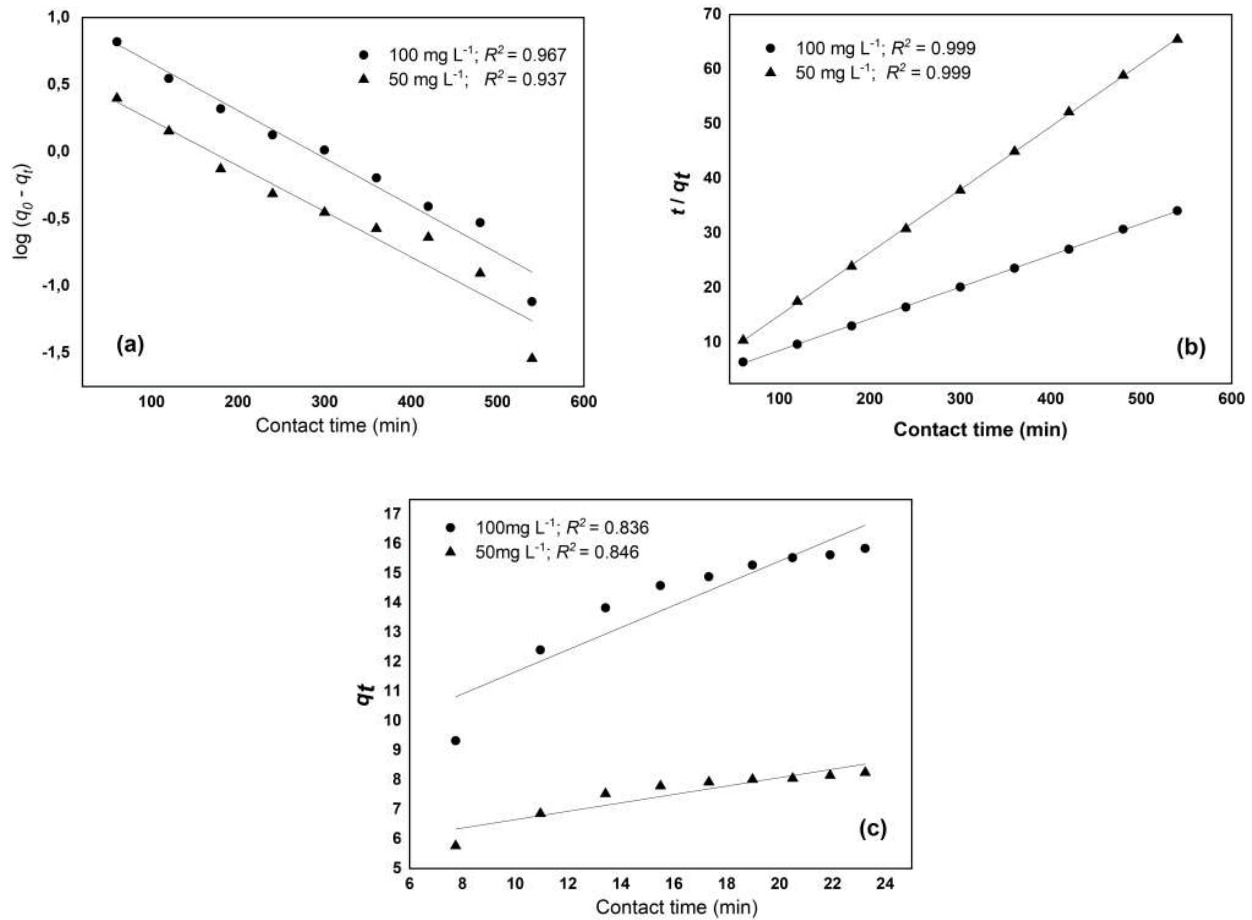 1,0
0,5
0,0
-0,5
-1,0
-1,5
log (q0 - qt)
100 mg L-1; R2 = 0.967
50 mg L-1; R2 = 0.937
(a)
100 200 300 400 500 600
Contact time (min)
70
60
50
40
30
20
10
t / qt
100 mg L-1; R2 = 0.999
50 mg L-1; R2 = 0.999
(b)
100 200 300 400 500 600
Contact time (min)
17
16
15
14
13
12
11
10
9
8
7
6
5
qt
100mg L-1; R2 = 0.836
50mg L-1; R2 = 0.846
(c)
6 8 10 12 14 16 18 20 22 24
Contact time (min)